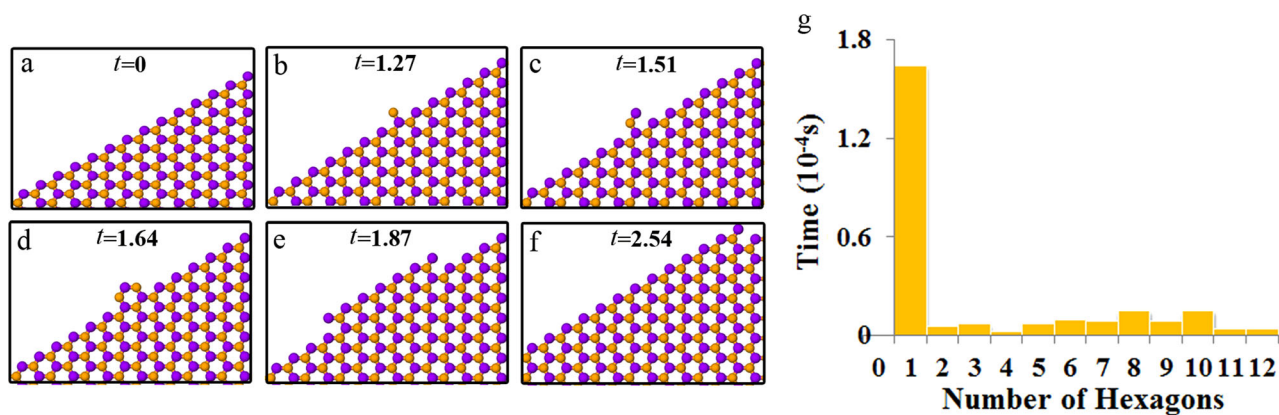 a t=0
b t=1.27
c t=1.51
d t=1.64
e t=1.87
f t=2.54
g
Time (10-4s)
1.8
1.2
0.6
0
0 1 2 3 4 5 6 7 8 9 10 11 12
Number of Hexagons